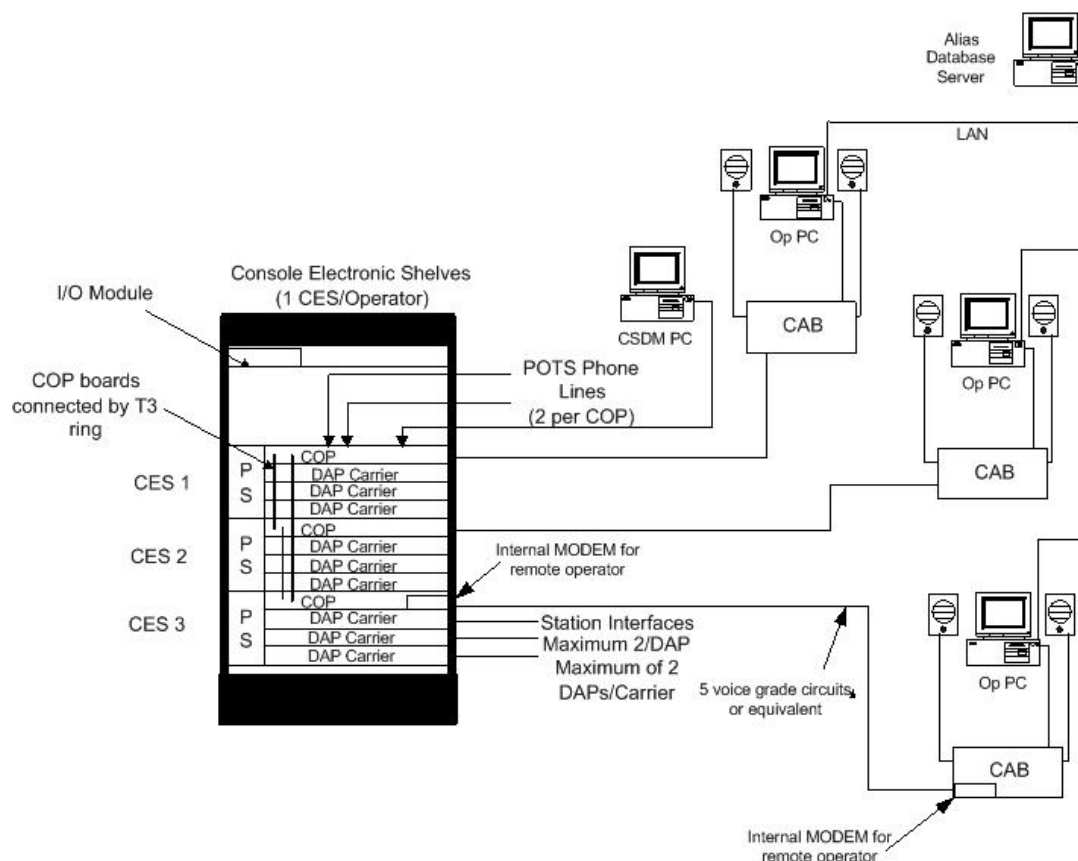 Alias
Database
Server
LAN
Op PC
Console Electronic Shelves
(1 CES/Operator)
I/O Module
CSDM PC
CAB
Op PC
COP boards
connected by T3
ring
POTS Phone
Lines
(2 per COP)
CAB
CES 1
P
S
COP
DAP Carrier
DAP Carrier
DAP Carrier
CES 2
P
S
COP
DAP Carrier
DAP Carrier
DAP Carrier
Internal MODEM for
remote operator
CES 3
P
S
COP
DAP Carrier
DAP Carrier
DAP Carrier
Station Interfaces
Maximum 2/DAP
Maximum of 2
DAPs/Carrier
5 voice grade circuits
or equivalent
Op PC
CAB
Internal MODEM for
remote operator